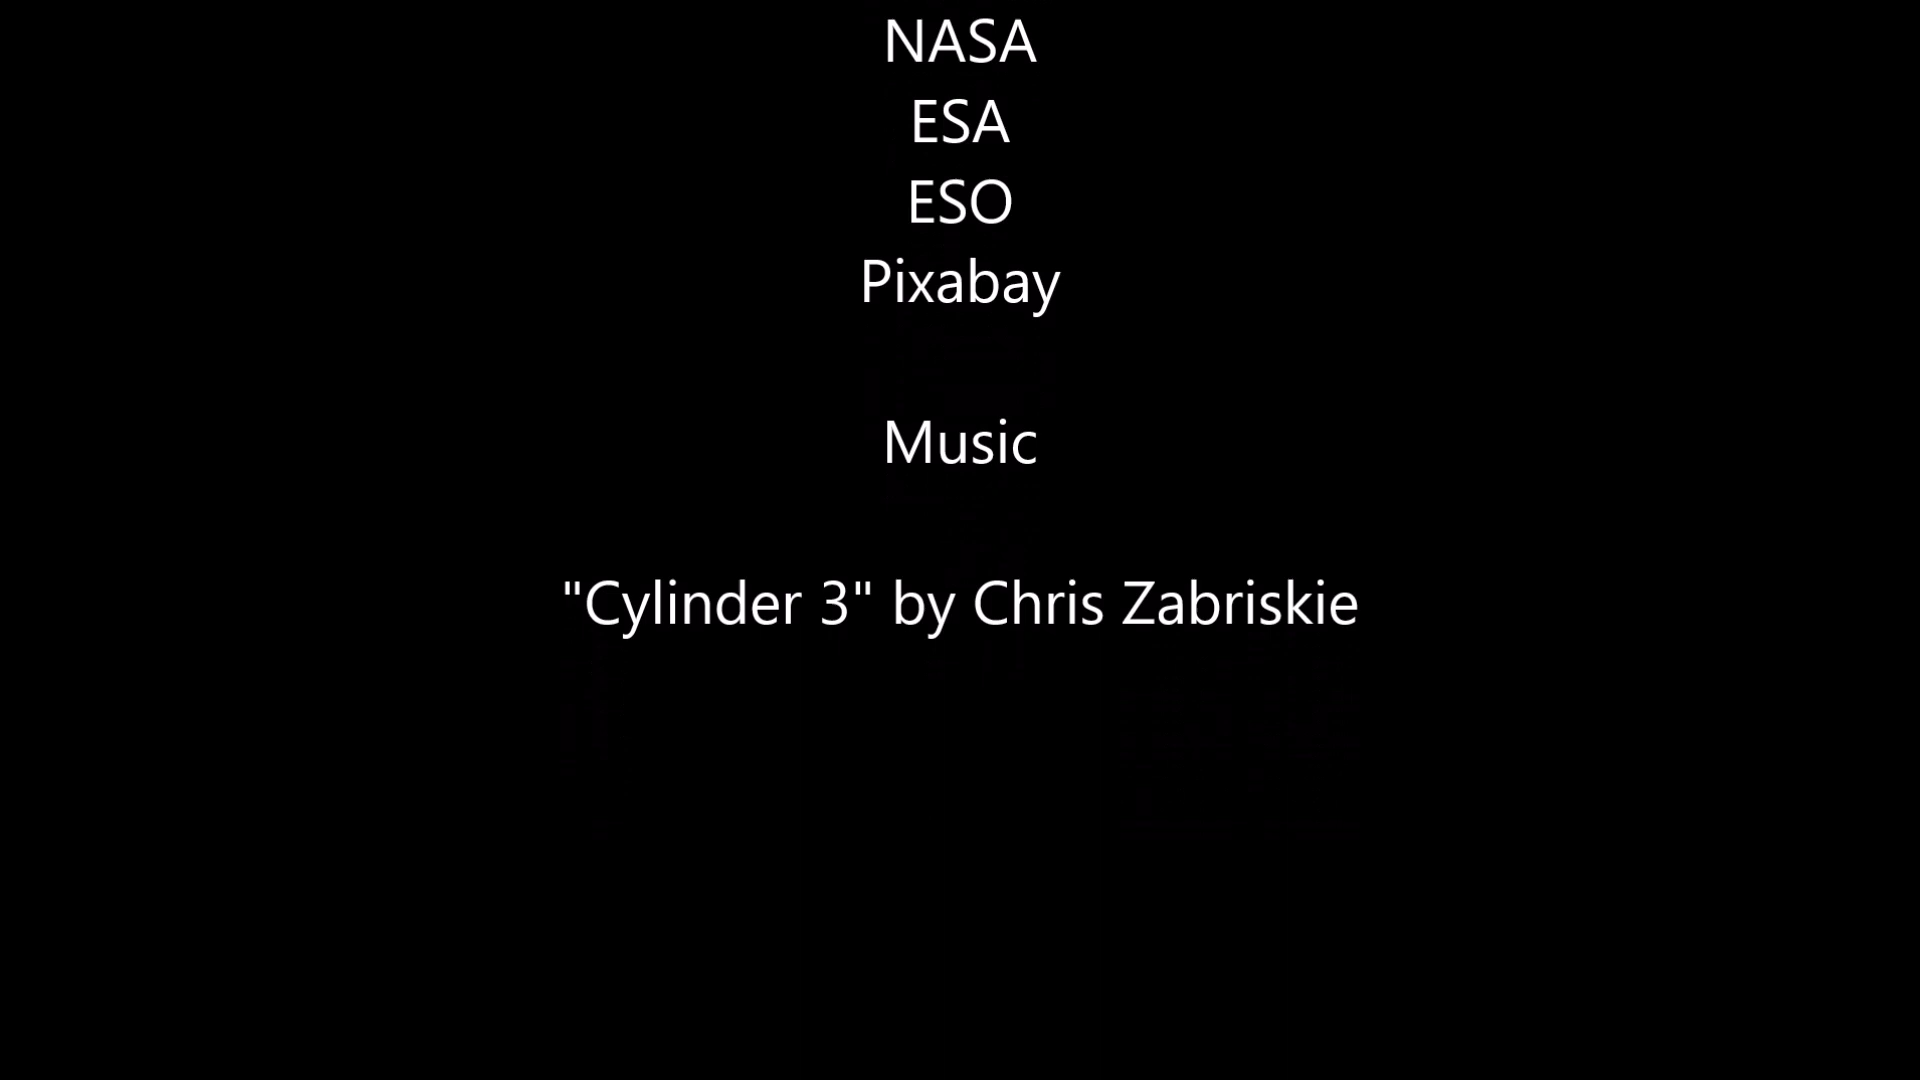 NASA
ESA
ESO
Pixabay
Music
"Cylinder 3" by Chris Zabriskie